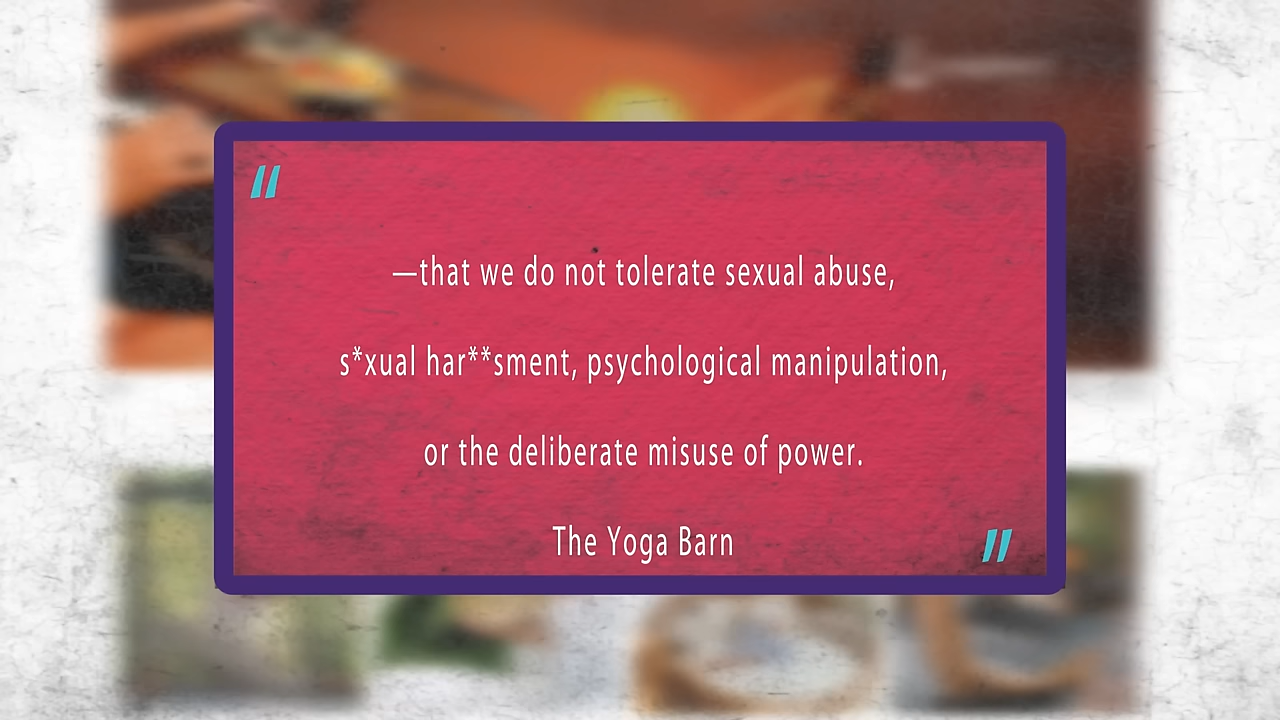 "
—that we do not tolerate sexual abuse,
s*xual har**sment, psychological manipulation,
or the deliberate misuse of power.
The Yoga Barn
"